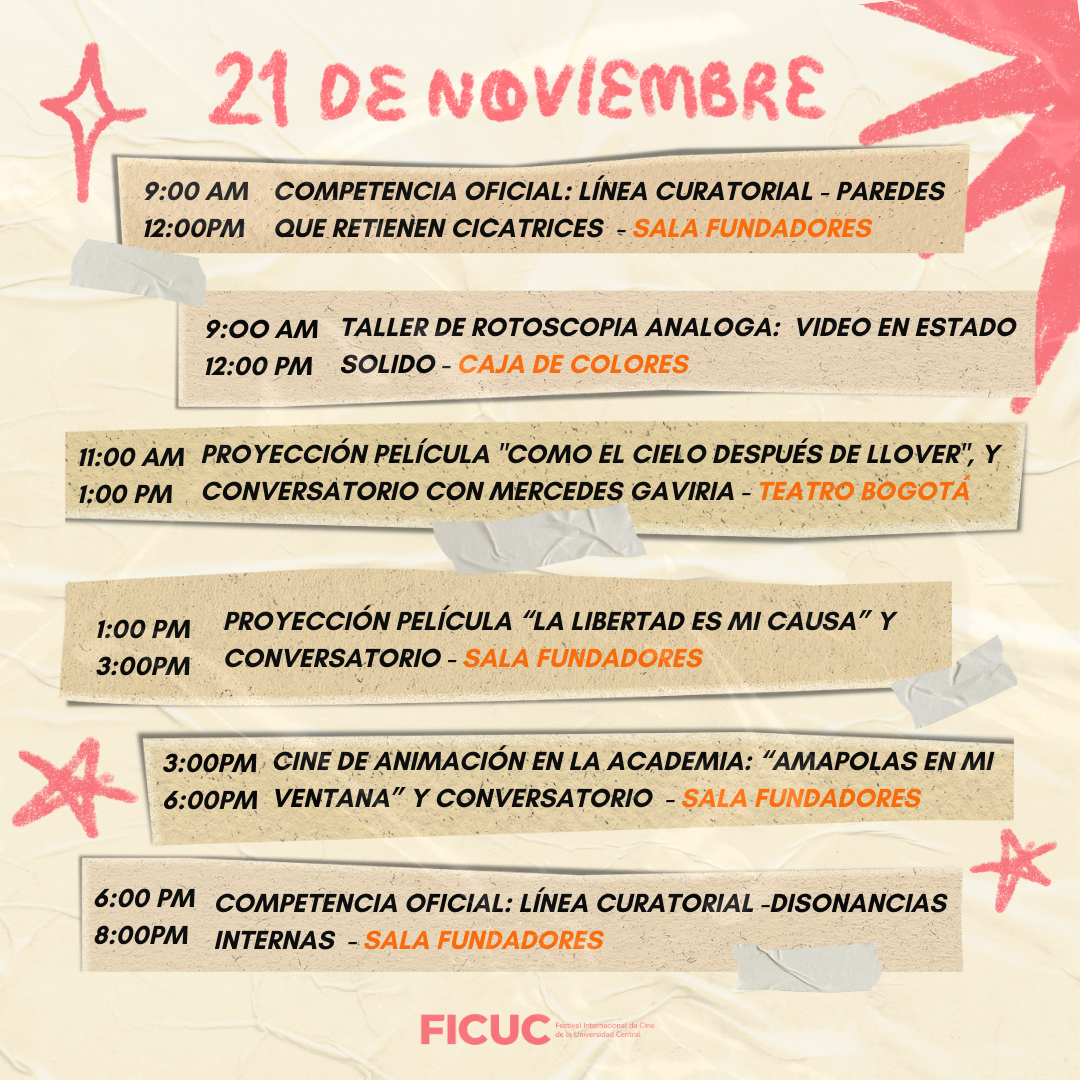 21 DE NOVIEMBRE
9:00 AM COMPETENCIA OFICIAL: LÍNEA CURATORIAL - PAREDES
12:00PM QUE RETIENEN CICATRICES - SALA FUNDADORES
9:00 AM TALLER DE ROTOSCOPIA ANALOGA: VIDEO EN ESTADO
12:00 PM SOLIDO - CAJA DE COLORES
11:00 AM PROYECCIÓN PELÍCULA "COMO EL CIELO DESPUÉS DE LLOVER", Y
1:00 PM CONVERSATORIO CON MERCEDES GAVIRIA - TEATRO BOGOTÁ
1:00 PM PROYECCIÓN PELÍCULA “LA LIBERTAD ES MI CAUSA” Y
3:00PM CONVERSATORIO - SALA FUNDADORES
3:00PM CINE DE ANIMACIÓN EN LA ACADEMIA: “AMAPOLAS EN MI
6:00PM VENTANA” Y CONVERSATORIO - SALA FUNDADORES
6:00 PM COMPETENCIA OFICIAL: LÍNEA CURATORIAL -DISONANCIAS
8:00PM INTERNAS - SALA FUNDADORES
FICUC Festival Internacional de Cine
de la Universidad Central